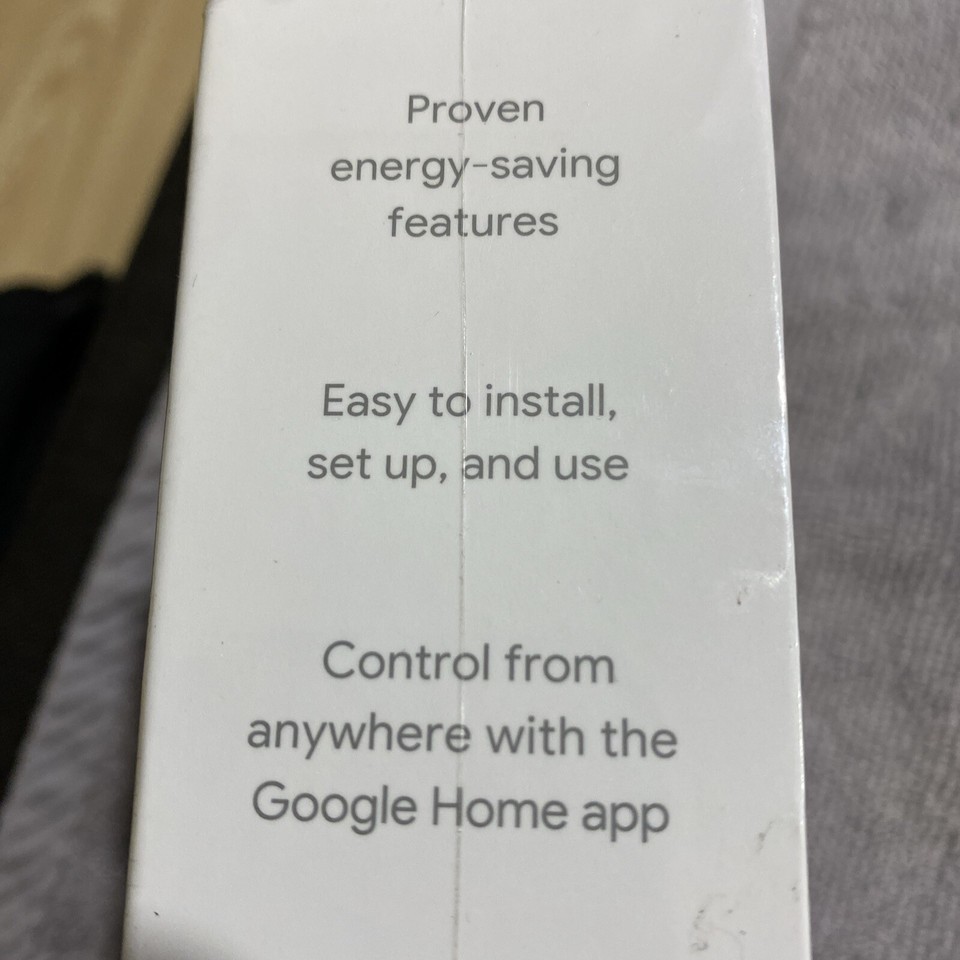 Proven
energy-saving
features
Easy to install,
set up, and use
Control from
anywhere with the
Google Home app